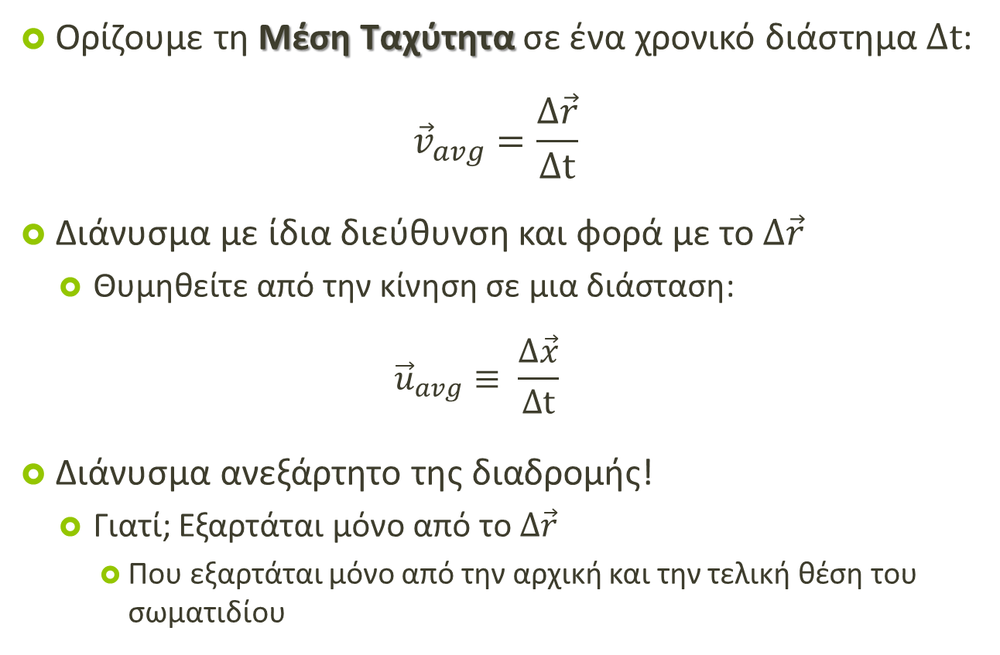 Ορίζουμε τη Μέση Ταχύτητα σε ένα χρονικό διάστημα Δt:
$\vec{v}_{avg} = \frac{\Delta \vec{r}}{\Delta t}$
Διάνυσμα με ίδια διεύθυνση και φορά με το $\Delta \vec{r}$
Θυμηθείτε από την κίνηση σε μια διάσταση:
$\vec{u}_{avg} \equiv \frac{\Delta \vec{x}}{\Delta t}$
Διάνυσμα ανεξάρτητο της διαδρομής!
Γιατί; Εξαρτάται μόνο από το $\Delta \vec{r}$
Που εξαρτάται μόνο από την αρχική και την τελική θέση του
σωματιδίου